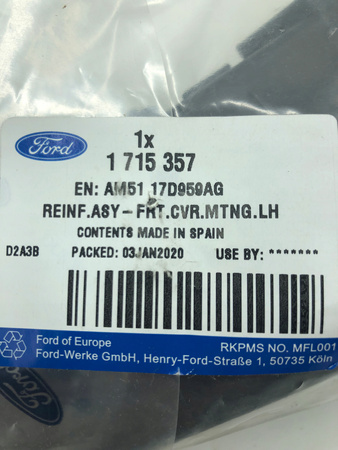 Ford
1x
1 715 357
EN: AM51 17D959AG
REINF.ASY-FRT.CVR.MTNG.LH
CONTENTS MADE IN SPAIN
D2A3B PACKED: 03JAN2020 USE BY: *******
Ford of Europe RKPMS NO. MFL001
Ford-Werke GmbH, Henry-Ford-Straße 1, 50735 Köln
Ford